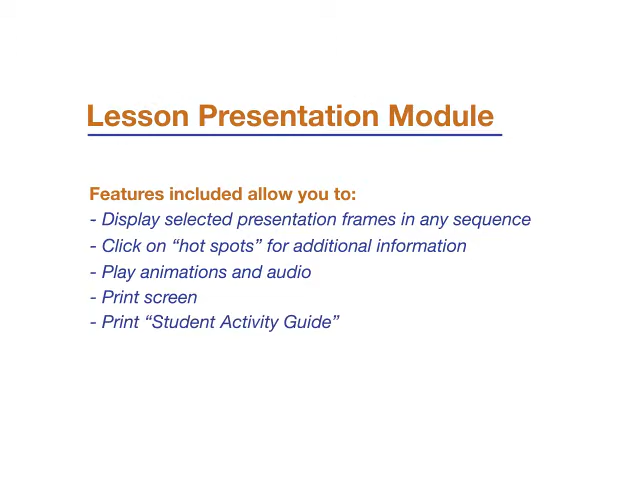 Lesson Presentation Module
Features included allow you to:
- Display selected presentation frames in any sequence
- Click on “hot spots” for additional information
- Play animations and audio
- Print screen
- Print “Student Activity Guide”